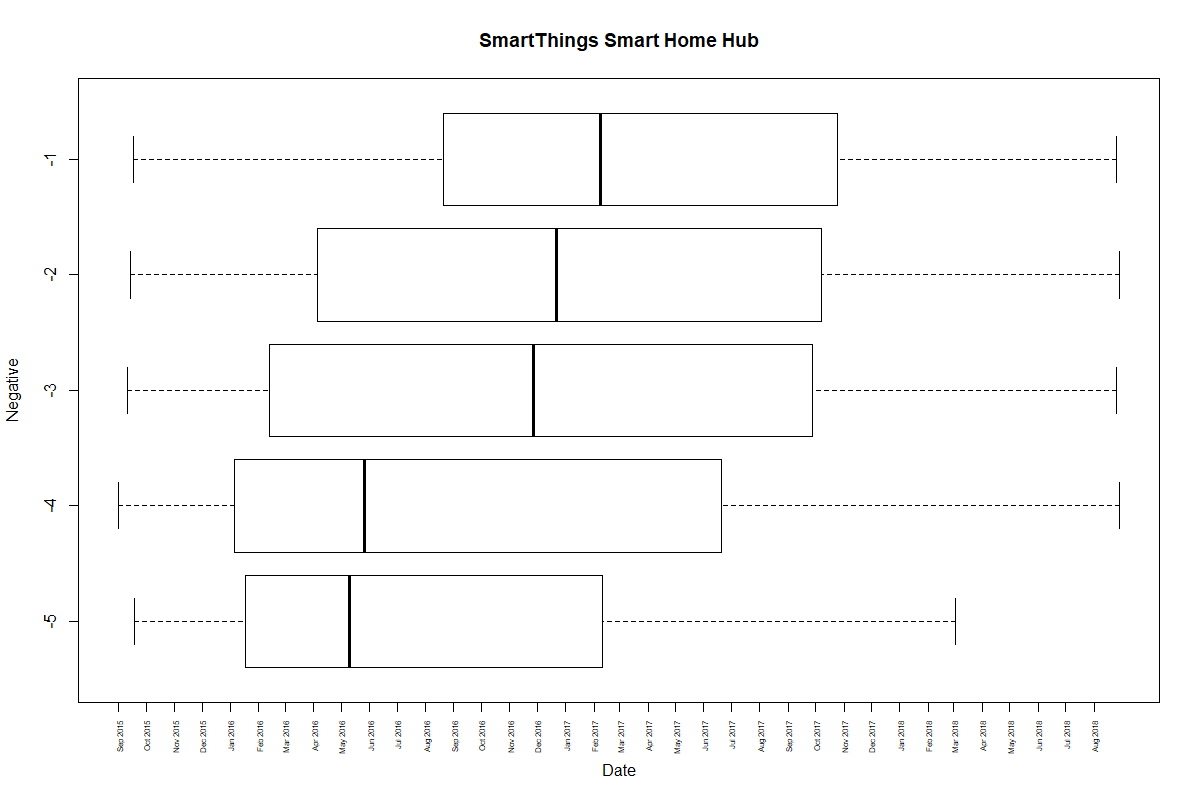 SmartThings Smart Home Hub
-1
-2
-3
-4
-5
Negative
Sep 2015
Oct 2015
Nov 2015
Dec 2015
Jan 2016
Feb 2016
Mar 2016
Apr 2016
May 2016
Jun 2016
Jul 2016
Aug 2016
Sep 2016
Oct 2016
Nov 2016
Dec 2016
Jan 2017
Feb 2017
Mar 2017
Apr 2017
May 2017
Jun 2017
Jul 2017
Aug 2017
Sep 2017
Oct 2017
Nov 2017
Dec 2017
Jan 2018
Feb 2018
Mar 2018
Apr 2018
May 2018
Jun 2018
Jul 2018
Aug 2018
Date